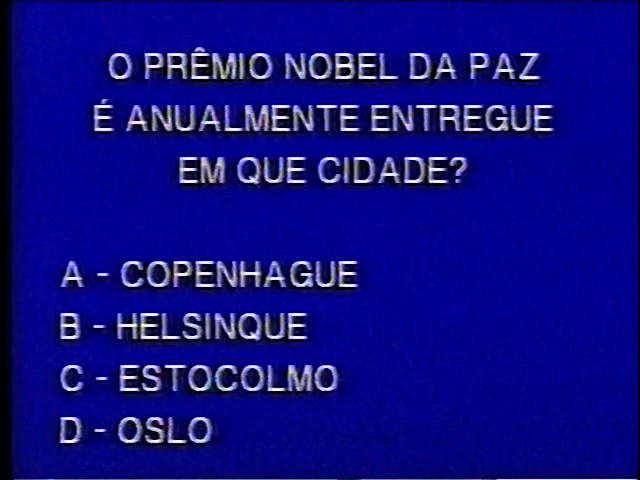 O PRÊMIO NOBEL DA PAZ
É ANUALMENTE ENTREGUE
EM QUE CIDADE?
A - COPENHAGUE
B - HELSINQUE
C - ESTOCOLMO
D - OSLO